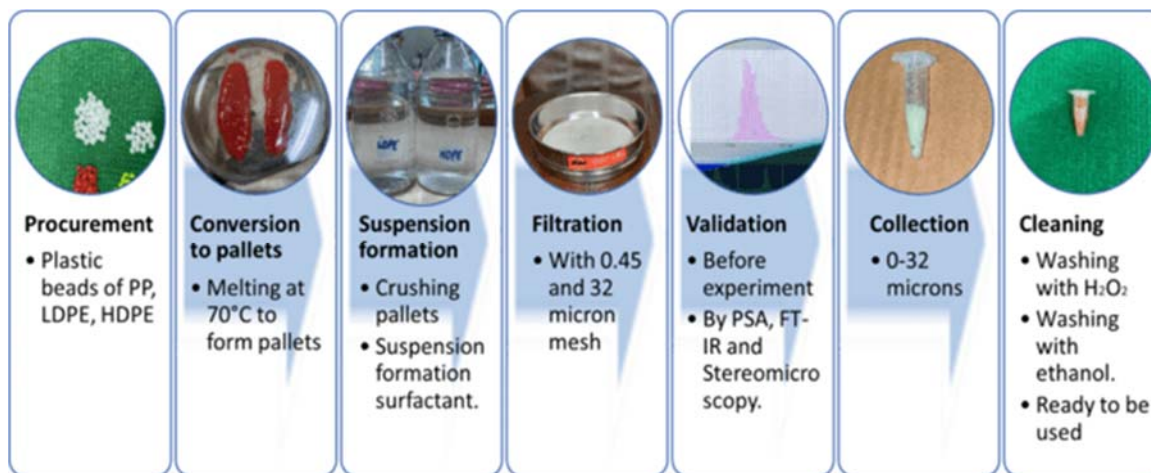 Procurement
• Plastic
beads of PP,
LDPE, HDPE
Conversion
to pallets
• Melting at
70°C to
form pallets
LDPE
HDPE
Suspension
formation
• Crushing
pallets
• Suspension
formation
surfactant.
Filtration
• With 0.45
and 32
micron
mesh
Validation
• Before
experiment
• By PSA, FT-
IR and
Stereomicro
scopy.
Collection
• 0-32
microns
Cleaning
• Washing
with H₂O₂
• Washing
with
ethanol.
• Ready to be
used